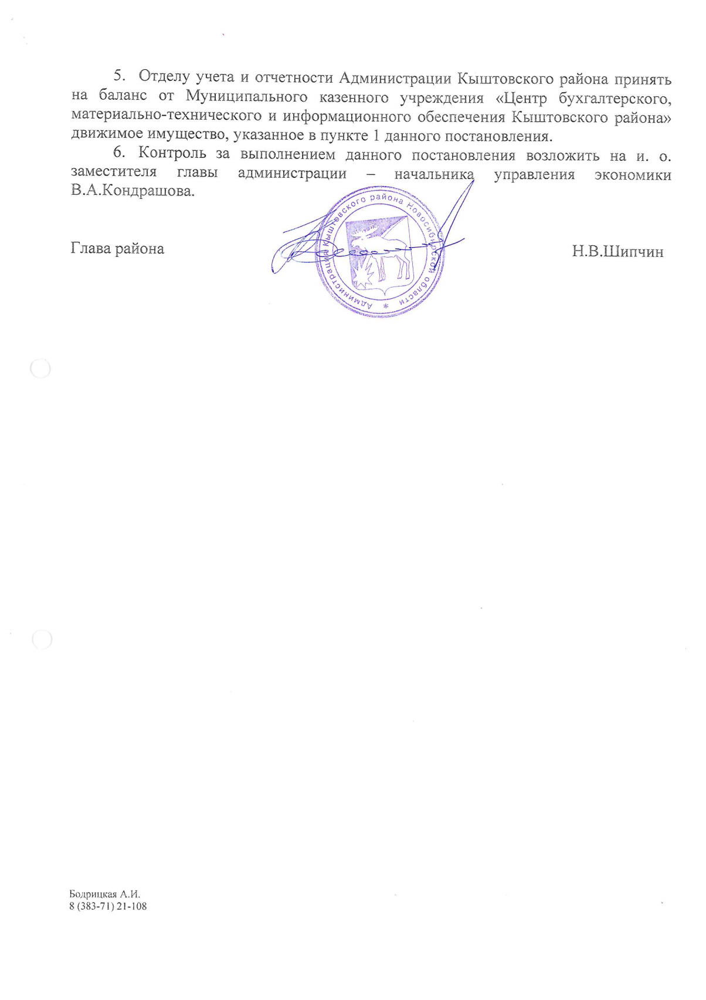 5. Отделу учета и отчетности Администрации Кыштовского района принять
на баланс от Муниципального казенного учреждения «Центр бухгалтерского,
материально-технического и информационного обеспечения Кыштовского района»
движимое имущество, указанное в пункте 1 данного постановления.
6. Контроль за выполнением данного постановления возложить на и. о.
заместителя главы администрации – начальника управления экономики
В.А.Кондрашова.
Администрация Кыштовского района Новосибирской области *
Глава района
Н.В.Шипчин
Бодрицкая А.И.
8 (383-71) 21-108